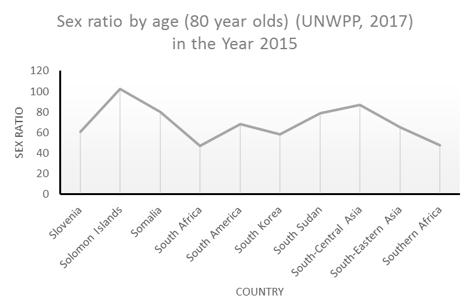 Sex ratio by age (80 year olds) (UNWPP, 2017)
in the Year 2015
120
100
80
60
40
20
0
SEX RATIO
Slovenia
Solomon Islands
Somalia
South Africa
South America
South Korea
South Sudan
South-Central Asia
South-Eastern Asia
Southern Africa
COUNTRY